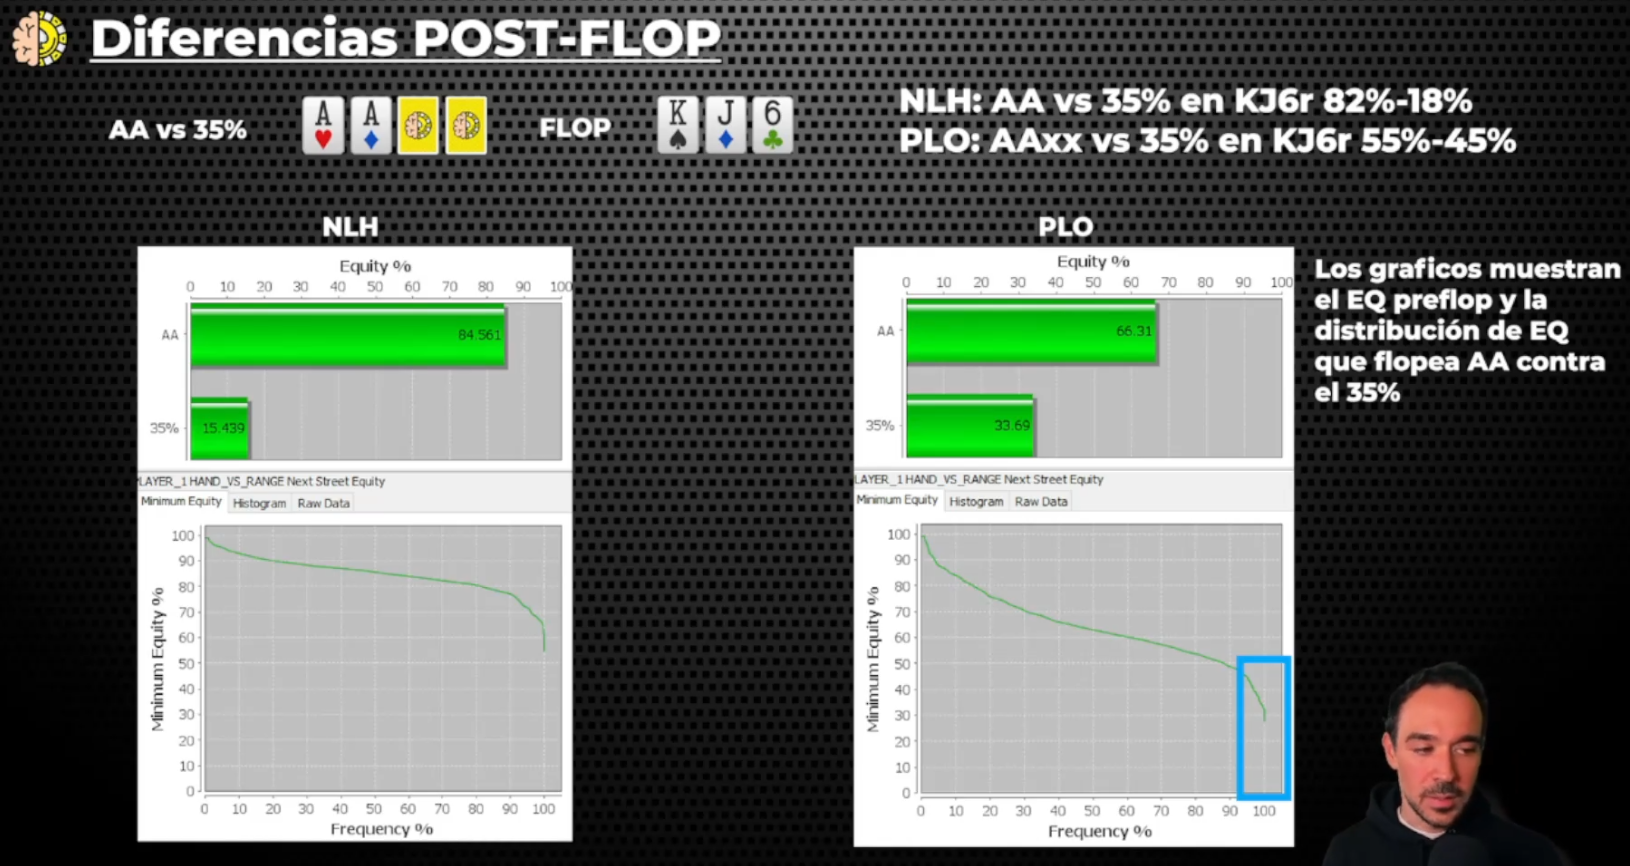 Diferencias POST-FLOP
AA vs 35%
A
A
FLOP
K
J
6
NLH: AA vs 35% en KJ6r 82%-18%
PLO: AAxx vs 35% en KJ6r 55%-45%
NLH
Equity %
0 10 20 30 40 50 60 70 80 90 100
AA
84.561
35%
15.439
LAYER_1 HAND_VS_RANGE Next Street Equity
Minimum Equity Histogram Raw Data
Minimum Equity %
100
90
80
70
60
50
40
30
20
10
0
0 10 20 30 40 50 60 70 80 90 100
Frequency %
PLO
Equity %
0 10 20 30 40 50 60 70 80 90 100
AA
66.31
35%
33.69
LAYER_1 HAND_VS_RANGE Next Street Equity
Minimum Equity Histogram Raw Data
Minimum Equity %
100
90
80
70
60
50
40
30
20
10
0
0 10 20 30 40 50 60 70 80 90 100
Frequency %
Los graficos muestran
el EQ preflop y la
distribución de EQ
que flopea AA contra
el 35%